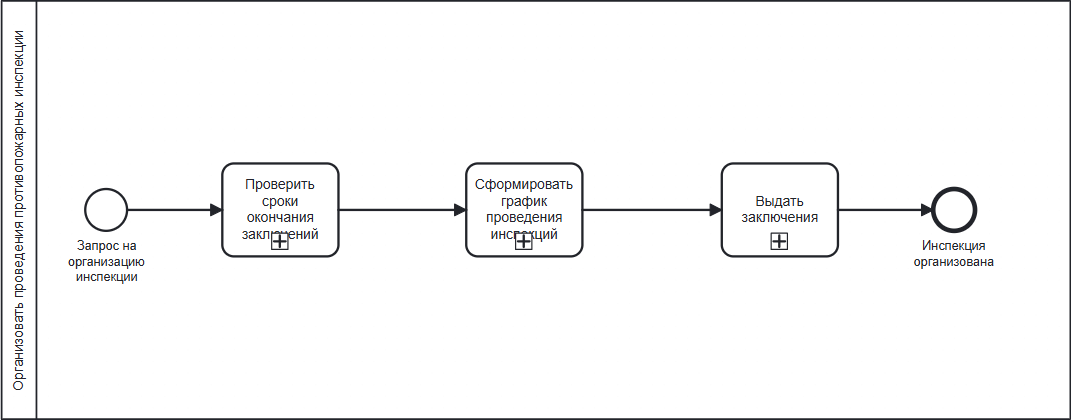 Организовать проведения противопожарных инспекции
Запрос на
организацию
инспекции
Проверить
сроки
окончания
заключений
Сформировать
график
проведения
инспекций
Выдать
заключения
Инспекция
организована